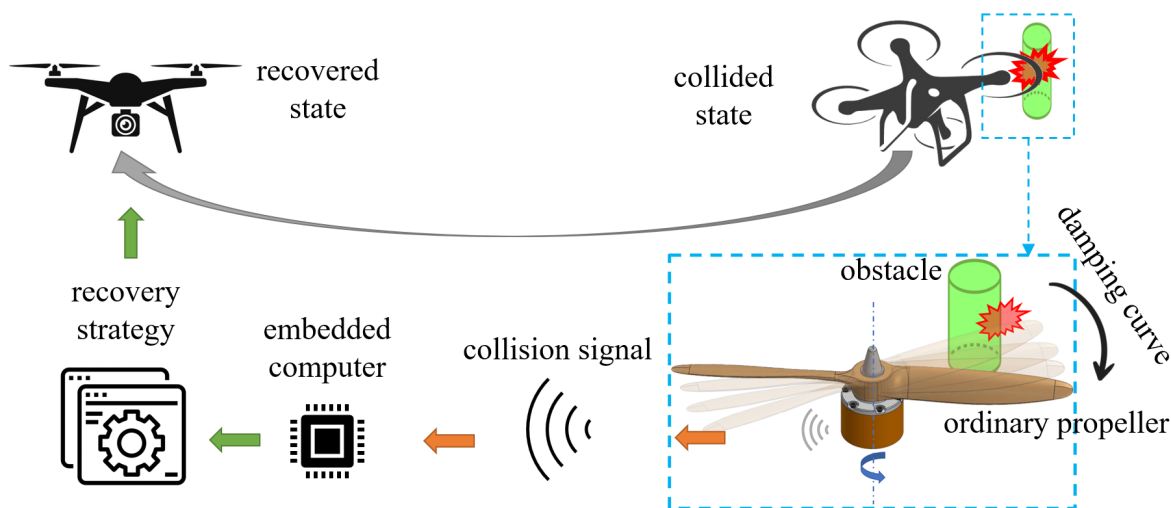 recovered
state
collided
state
damping curve
obstacle
recovery
strategy
embedded
computer
collision signal
ordinary propeller